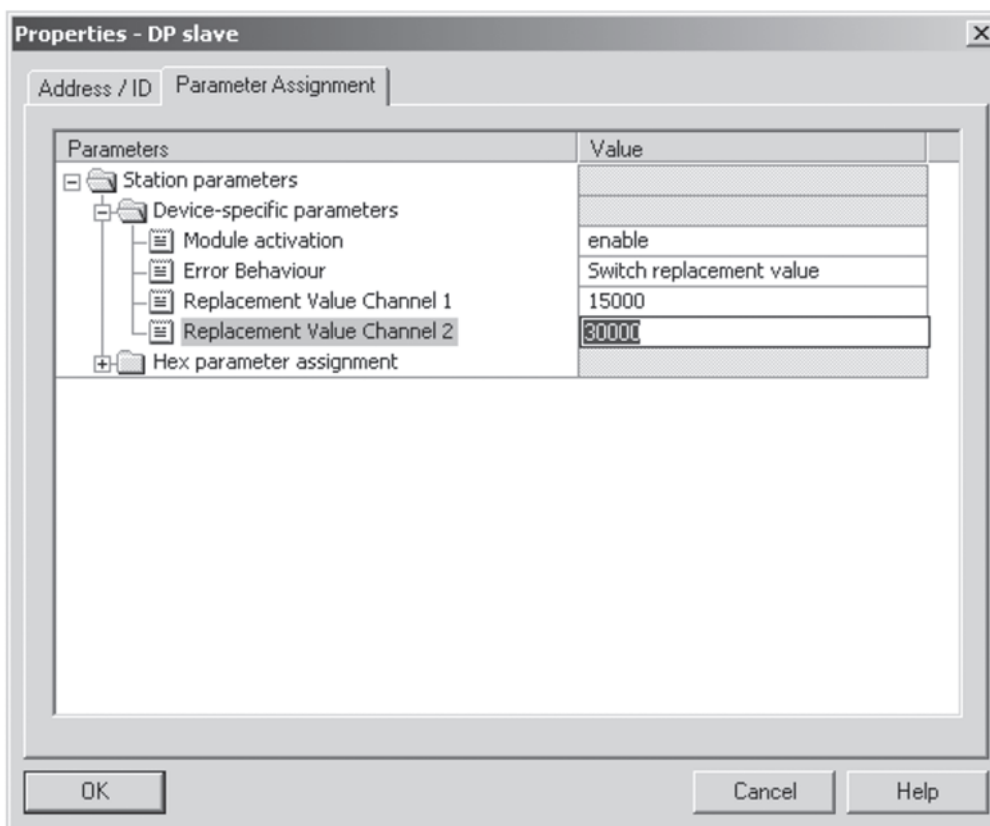 Properties - DP slave
Address / ID Parameter Assignment
Parameters Value
Station parameters
Device-specific parameters
Module activation enable
Error Behaviour Switch replacement value
Replacement Value Channel 1 15000
Replacement Value Channel 2 30000
Hex parameter assignment
OK Cancel Help